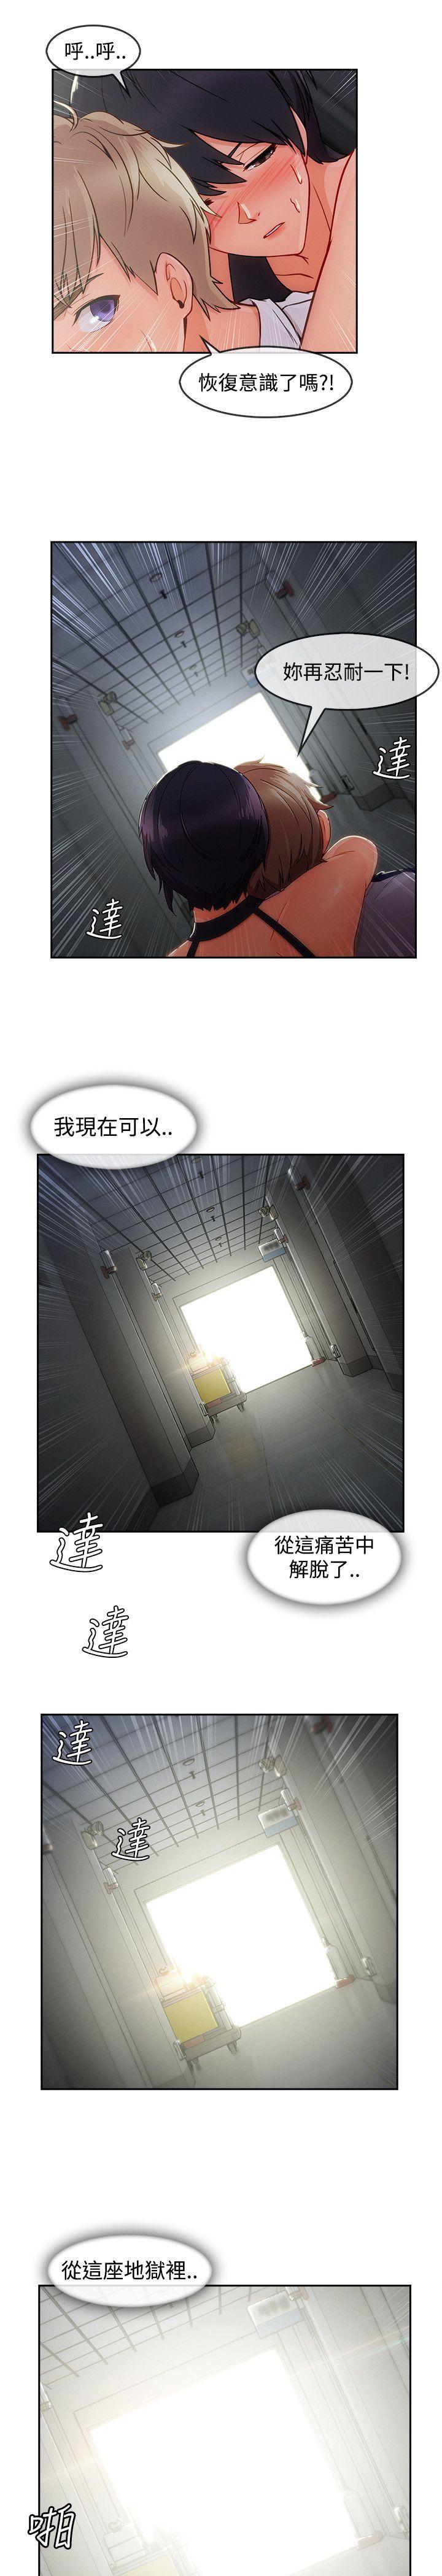 呼..呼..
恢復意識了嗎?!
妳再忍耐一下!
達
達
我現在可以..
從這痛苦中
解脫了..
達
達
達
達
從這座地獄裡..
啪